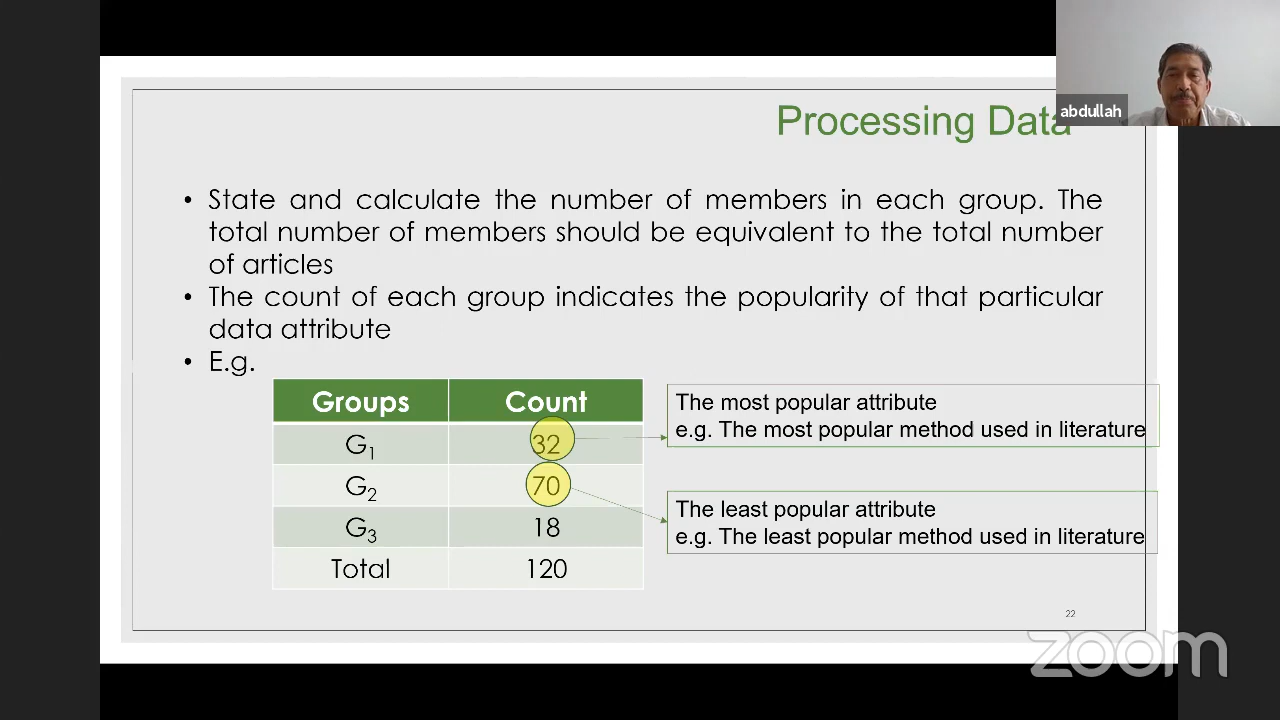 abdullah
Processing Data
• State and calculate the number of members in each group. The
total number of members should be equivalent to the total number
of articles
• The count of each group indicates the popularity of that particular
data attribute
• E.g.
Groups Count
G1 32
G2 70
G3 18
Total 120
The most popular attribute
e.g. The most popular method used in literature
The least popular attribute
e.g. The least popular method used in literature
22
zoom